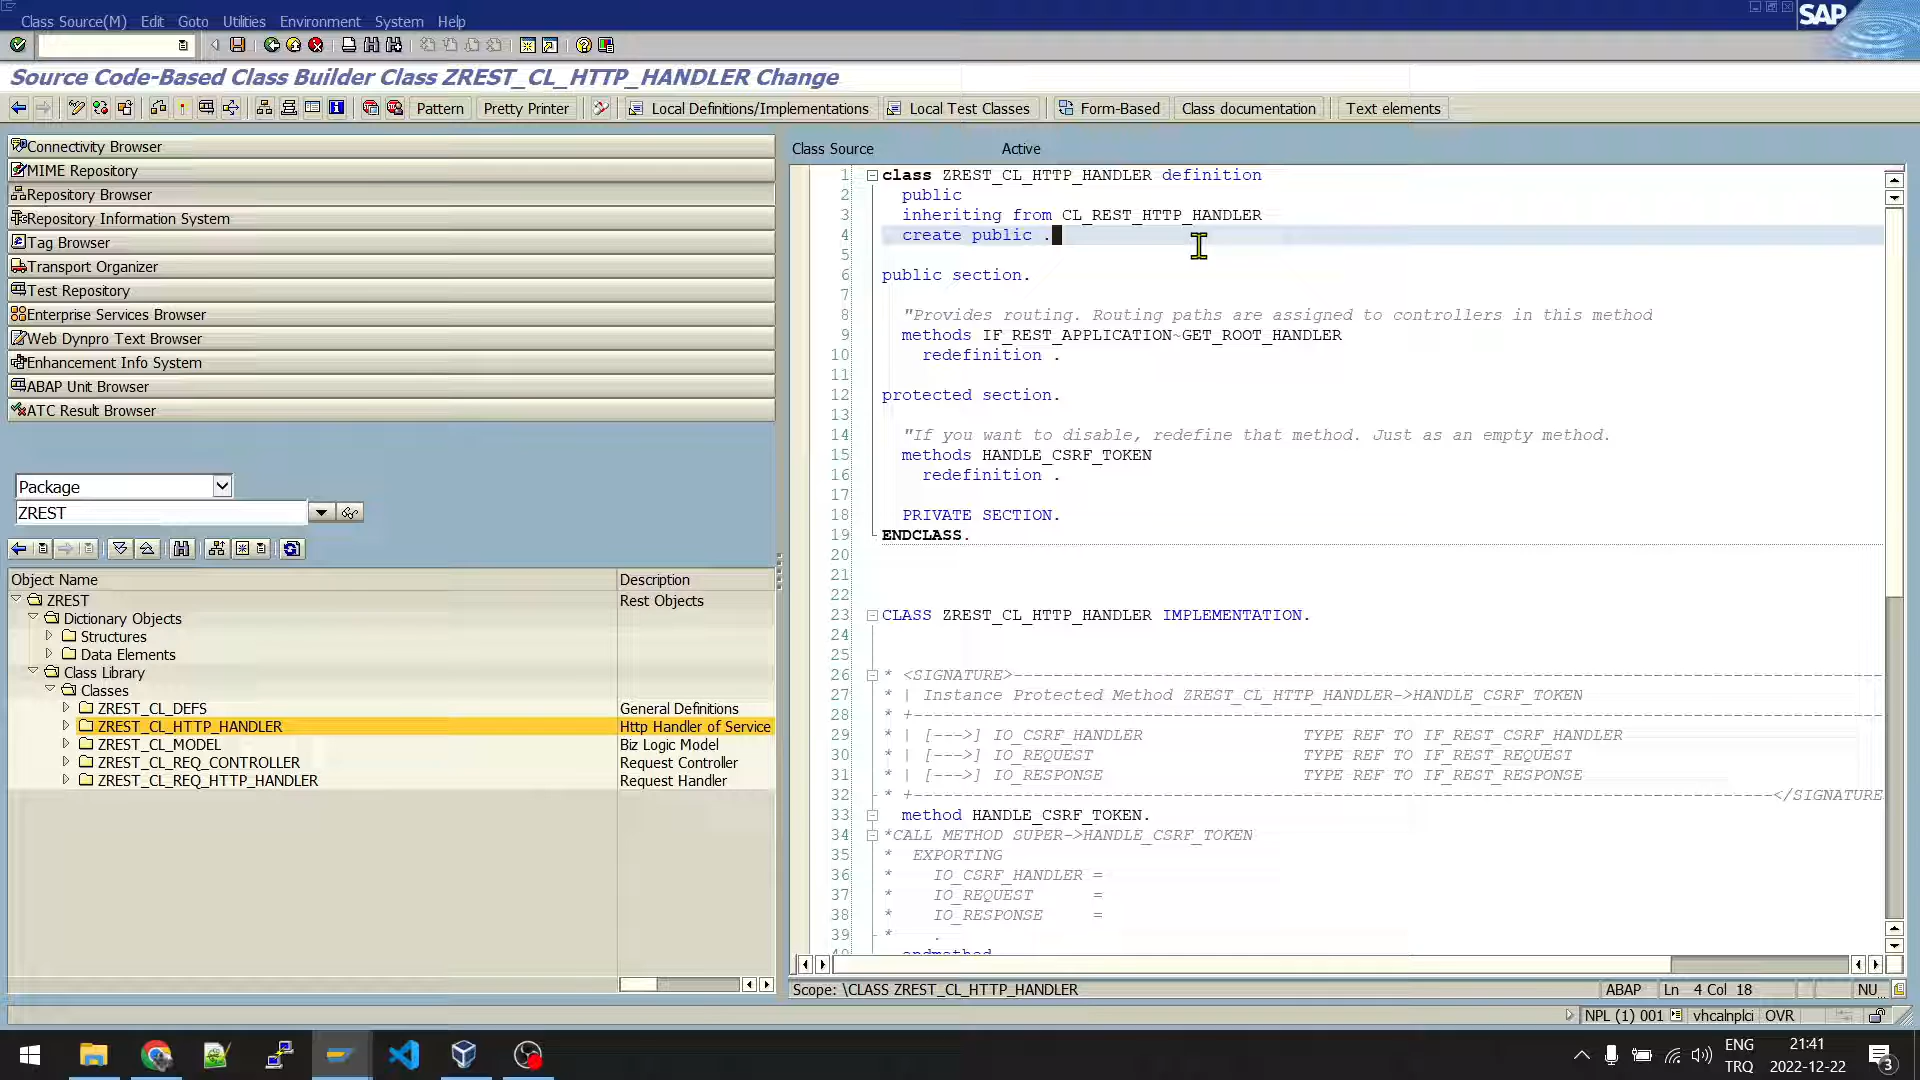 Class Source(M) Edit Goto Utilities Environment System Help
SAP
Source Code-Based Class Builder Class ZREST_CL_HTTP_HANDLER Change
Pattern Pretty Printer Local Definitions/Implementations Local Test Classes Form-Based Class documentation Text elements
Connectivity Browser
MIME Repository
Repository Browser
Repository Information System
Tag Browser
Transport Organizer
Test Repository
Enterprise Services Browser
Web Dynpro Text Browser
Enhancement Info System
ABAP Unit Browser
ATC Result Browser
Package
ZREST
Object Name Description
ZREST Rest Objects
Dictionary Objects
Structures
Data Elements
Class Library
Classes
ZREST_CL_DEFS General Definitions
ZREST_CL_HTTP_HANDLER Http Handler of Service
ZREST_CL_MODEL Biz Logic Model
ZREST_CL_REQ_CONTROLLER Request Controller
ZREST_CL_REQ_HTTP_HANDLER Request Handler
Class Source Active
1 class ZREST_CL_HTTP_HANDLER definition
2 public
3 inheriting from CL_REST_HTTP_HANDLER
4 create public .
5
6 public section.
7
8 "Provides routing. Routing paths are assigned to controllers in this method
9 methods IF_REST_APPLICATION~GET_ROOT_HANDLER
10 redefinition .
11
12 protected section.
13
14 "If you want to disable, redefine that method. Just as an empty method.
15 methods HANDLE_CSRF_TOKEN
16 redefinition .
17
18 PRIVATE SECTION.
19 ENDCLASS.
20
21
22
23 CLASS ZREST_CL_HTTP_HANDLER IMPLEMENTATION.
24
25
26 * <SIGNATURE>---------------------------------------------------------------------------------------
27 * | Instance Protected Method ZREST_CL_HTTP_HANDLER->HANDLE_CSRF_TOKEN
28 * +-------------------------------------------------------------------------------------------------
29 * | [--->] IO_CSRF_HANDLER TYPE REF TO IF_REST_CSRF_HANDLER
30 * | [--->] IO_REQUEST TYPE REF TO IF_REST_REQUEST
31 * | [--->] IO_RESPONSE TYPE REF TO IF_REST_RESPONSE
32 * +--------------------------------------------------------------------------------------</SIGNATURE
33 method HANDLE_CSRF_TOKEN.
34 *CALL METHOD SUPER->HANDLE_CSRF_TOKEN
35 * EXPORTING
36 * IO_CSRF_HANDLER =
37 * IO_REQUEST =
38 * IO_RESPONSE =
39 * .
40 endmethod
Scope: \CLASS ZREST_CL_HTTP_HANDLER ABAP Ln 4 Col 18 NU...
NPL (1) 001 vhcalnplci OVR
ENG
TRQ
21:41
2022-12-22
3